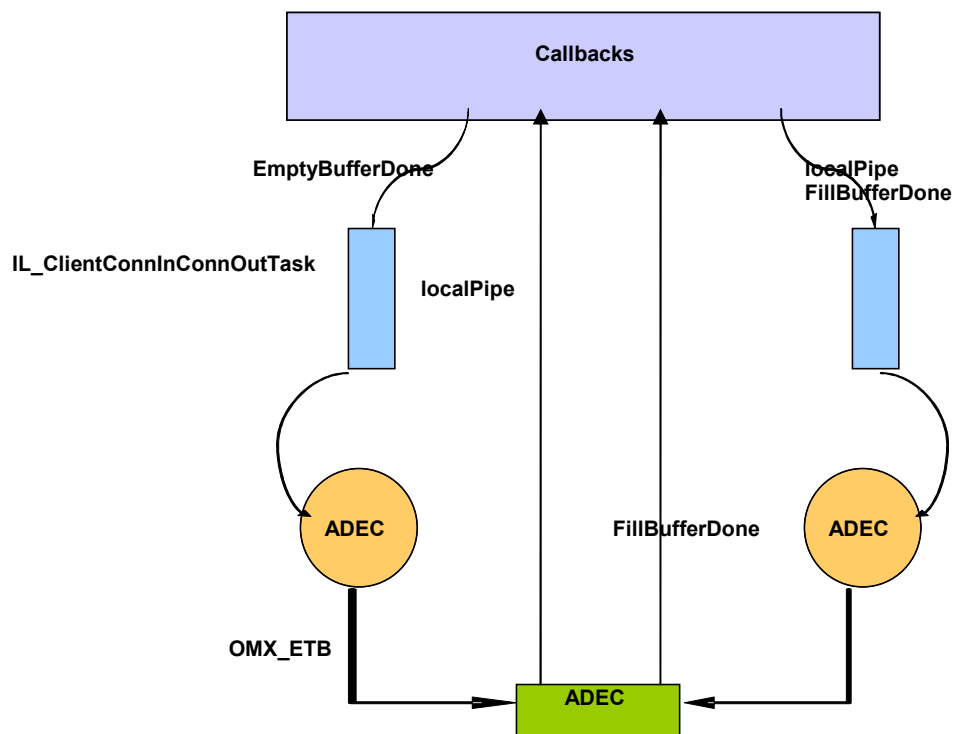 Callbacks
EmptyBufferDone
localPipe
FillBufferDone
IL_ClientConnInConnOutTask
localPipe
ADEC
FillBufferDone
ADEC
OMX_ETB
ADEC